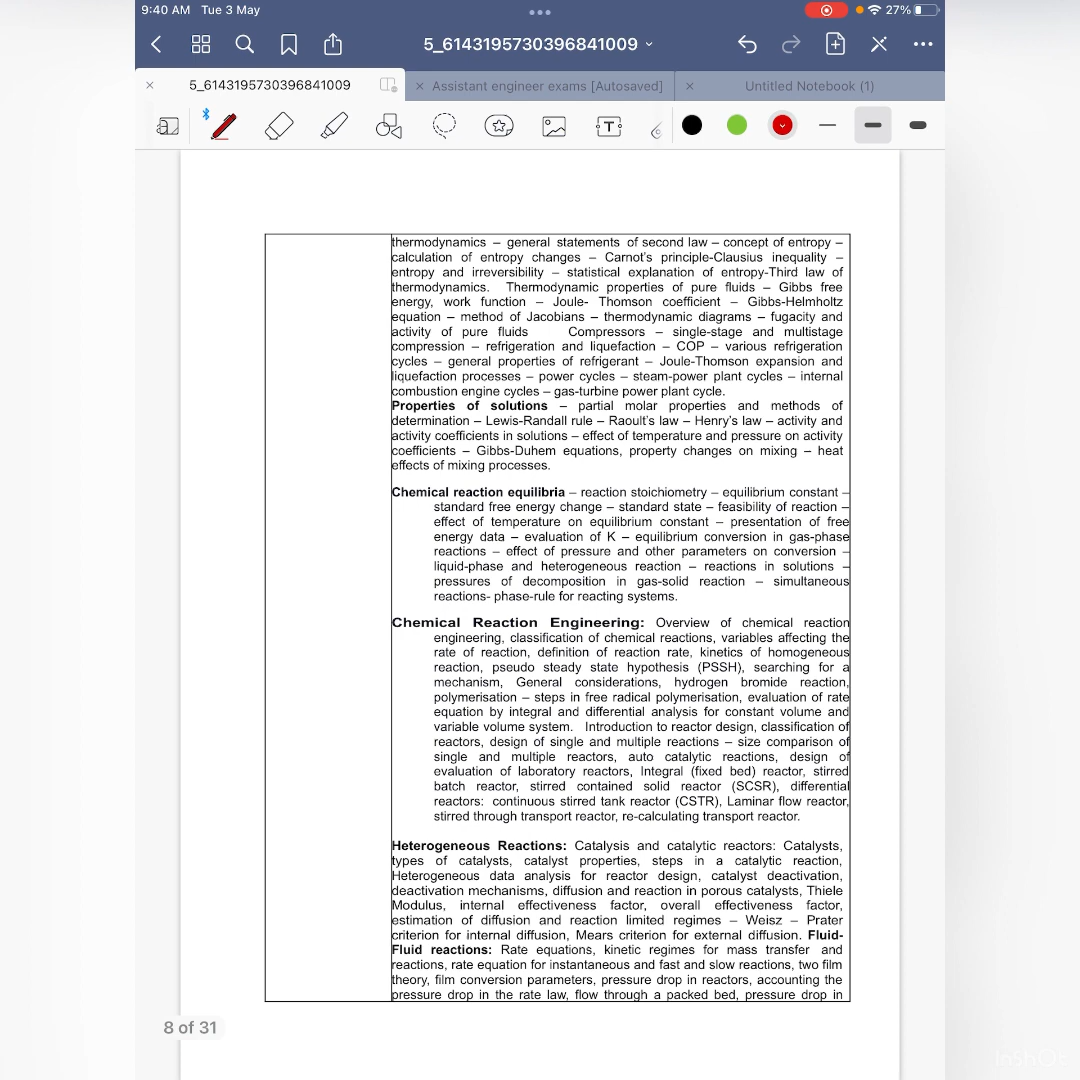 9:40 AM Tue 3 May
27%
5_6143195730396841009
5_6143195730396841009
Assistant engineer exams [Autosaved]
Untitled Notebook (1)
thermodynamics – general statements of second law – concept of entropy –
calculation of entropy changes – Carnot's principle-Clausius inequality –
entropy and irreversibility – statistical explanation of entropy-Third law of
thermodynamics. Thermodynamic properties of pure fluids – Gibbs free
energy, work function – Joule- Thomson coefficient – Gibbs-Helmholtz
equation – method of Jacobians – thermodynamic diagrams – fugacity and
activity of pure fluids Compressors – single-stage and multistage
compression – refrigeration and liquefaction – COP – various refrigeration
cycles – general properties of refrigerant – Joule-Thomson expansion and
liquefaction processes – power cycles – steam-power plant cycles – internal
combustion engine cycles – gas-turbine power plant cycle.
Properties of solutions – partial molar properties and methods of
determination – Lewis-Randall rule – Raoult's law – Henry's law – activity and
activity coefficients in solutions – effect of temperature and pressure on activity
coefficients – Gibbs-Duhem equations, property changes on mixing – heat
effects of mixing processes.
Chemical reaction equilibria – reaction stoichiometry – equilibrium constant –
standard free energy change – standard state – feasibility of reaction –
effect of temperature on equilibrium constant – presentation of free
energy data – evaluation of K – equilibrium conversion in gas-phase
reactions – effect of pressure and other parameters on conversion –
liquid-phase and heterogeneous reaction – reactions in solutions –
pressures of decomposition in gas-solid reaction – simultaneous
reactions- phase-rule for reacting systems.
Chemical Reaction Engineering: Overview of chemical reaction
engineering, classification of chemical reactions, variables affecting the
rate of reaction, definition of reaction rate, kinetics of homogeneous
reaction, pseudo steady state hypothesis (PSSH), searching for a
mechanism, General considerations, hydrogen bromide reaction,
polymerisation – steps in free radical polymerisation, evaluation of rate
equation by integral and differential analysis for constant volume and
variable volume system. Introduction to reactor design, classification of
reactors, design of single and multiple reactions – size comparison of
single and multiple reactors, auto catalytic reactions, design of
evaluation of laboratory reactors, Integral (fixed bed) reactor, stirred
batch reactor, stirred contained solid reactor (SCSR), differential
reactors: continuous stirred tank reactor (CSTR), Laminar flow reactor,
stirred through transport reactor, re-calculating transport reactor.
Heterogeneous Reactions: Catalysis and catalytic reactors: Catalysts,
types of catalysts, catalyst properties, steps in a catalytic reaction,
Heterogeneous data analysis for reactor design, catalyst deactivation,
deactivation mechanisms, diffusion and reaction in porous catalysts, Thiele
Modulus, internal effectiveness factor, overall effectiveness factor,
estimation of diffusion and reaction limited regimes – Weisz – Prater
criterion for internal diffusion, Mears criterion for external diffusion. Fluid-
Fluid reactions: Rate equations, kinetic regimes for mass transfer and
reactions, rate equation for instantaneous and fast and slow reactions, two film
theory, film conversion parameters, pressure drop in reactors, accounting the
pressure drop in the rate law, flow through a packed bed, pressure drop in
8 of 31
InShOt